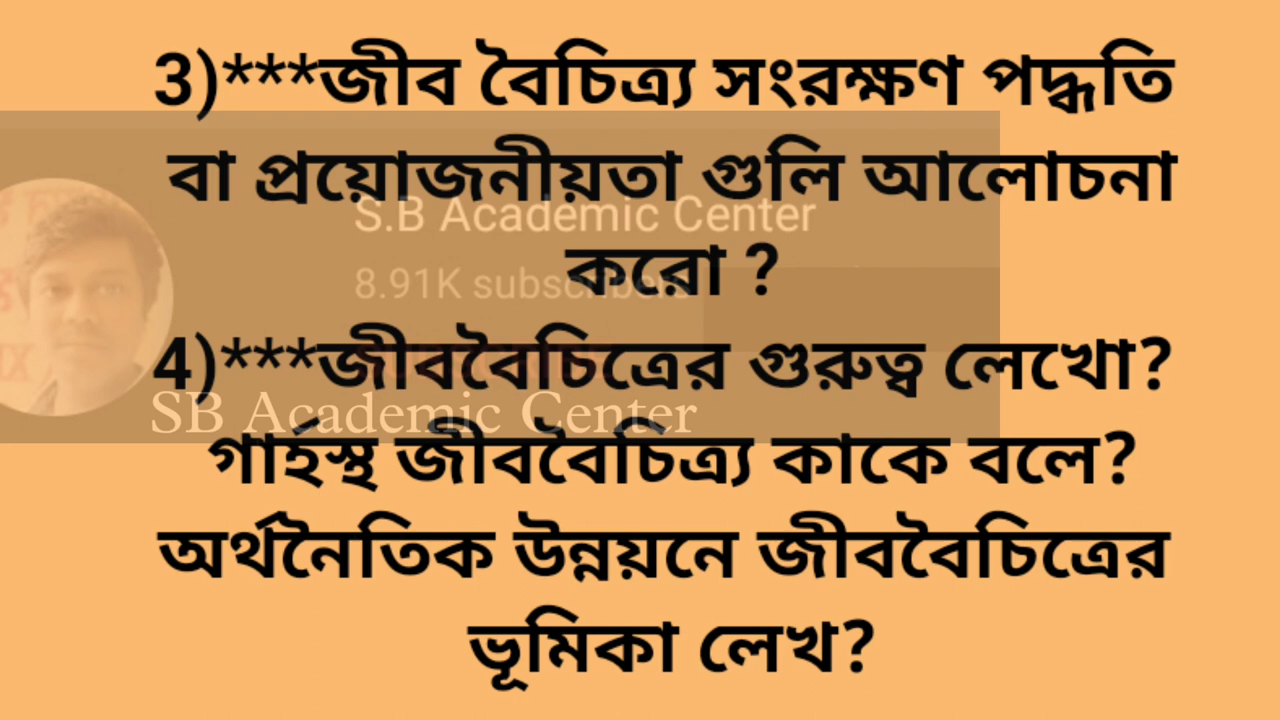 3)***জীব বৈচিত্র্য সংরক্ষণ পদ্ধতি
বা প্রয়োজনীয়তা গুলি আলোচনা
S.B Academic Center
করো ?
8.91K subscribers
4)***জীববৈচিত্রের গুরুত্ব লেখো?
SUBSCRIBE
SB Academic Center
গার্হস্থ জীববৈচিত্র্য কাকে বলে?
অর্থনৈতিক উন্নয়নে জীববৈচিত্রের
ভূমিকা লেখ?